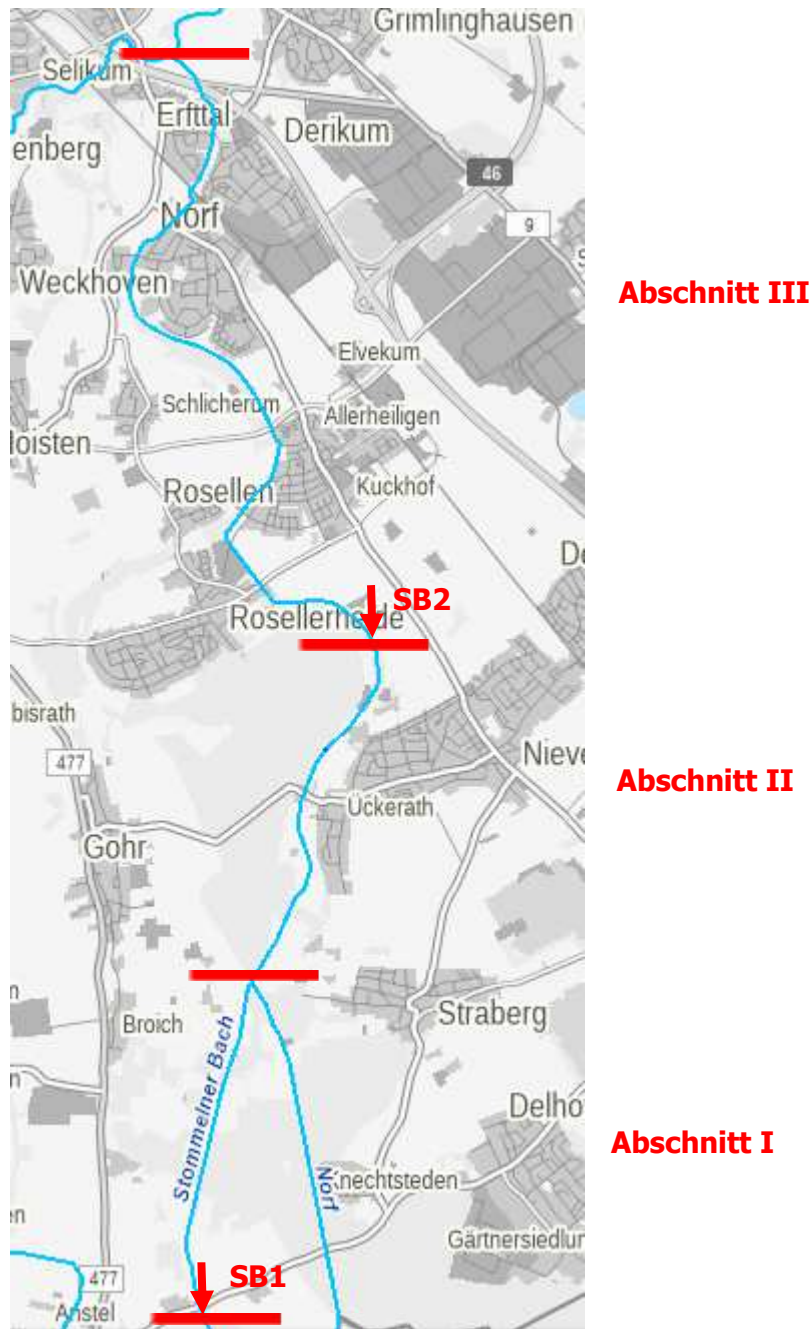 Grimlinghausen
Selikum
Erfttal
Derikum
enberg
46
Norf
9
Weckhoven
Abschnitt III
Elvekum
Schlicherum
Allerheiligen
loisten
Rosellen
Kuckhof
De
SB2
Rosellerheide
bisrath
477
Nieve
Abschnitt II
Ückerath
Gohr
Straberg
Broich
Stommelner Bach
Delho
Abschnitt I
Norf
Knechtsteden
en
Gärtnersiedlun
SB1
477
Anstel